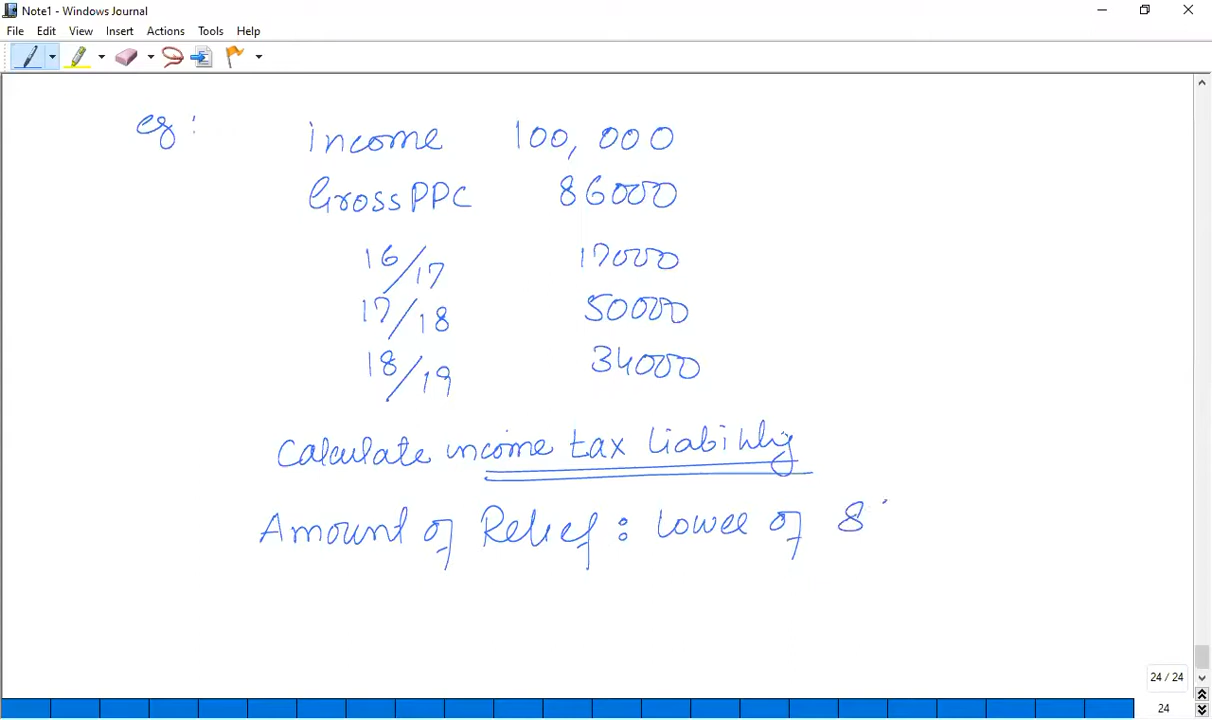 Note1 - Windows Journal
File Edit View Insert Actions Tools Help
eg:
income 100,000
Gross PPC 86000
16/17 17000
17/18 50000
18/19 34000
Calculate income tax liability
Amount of Relief : Lower of 8
24 / 24
24